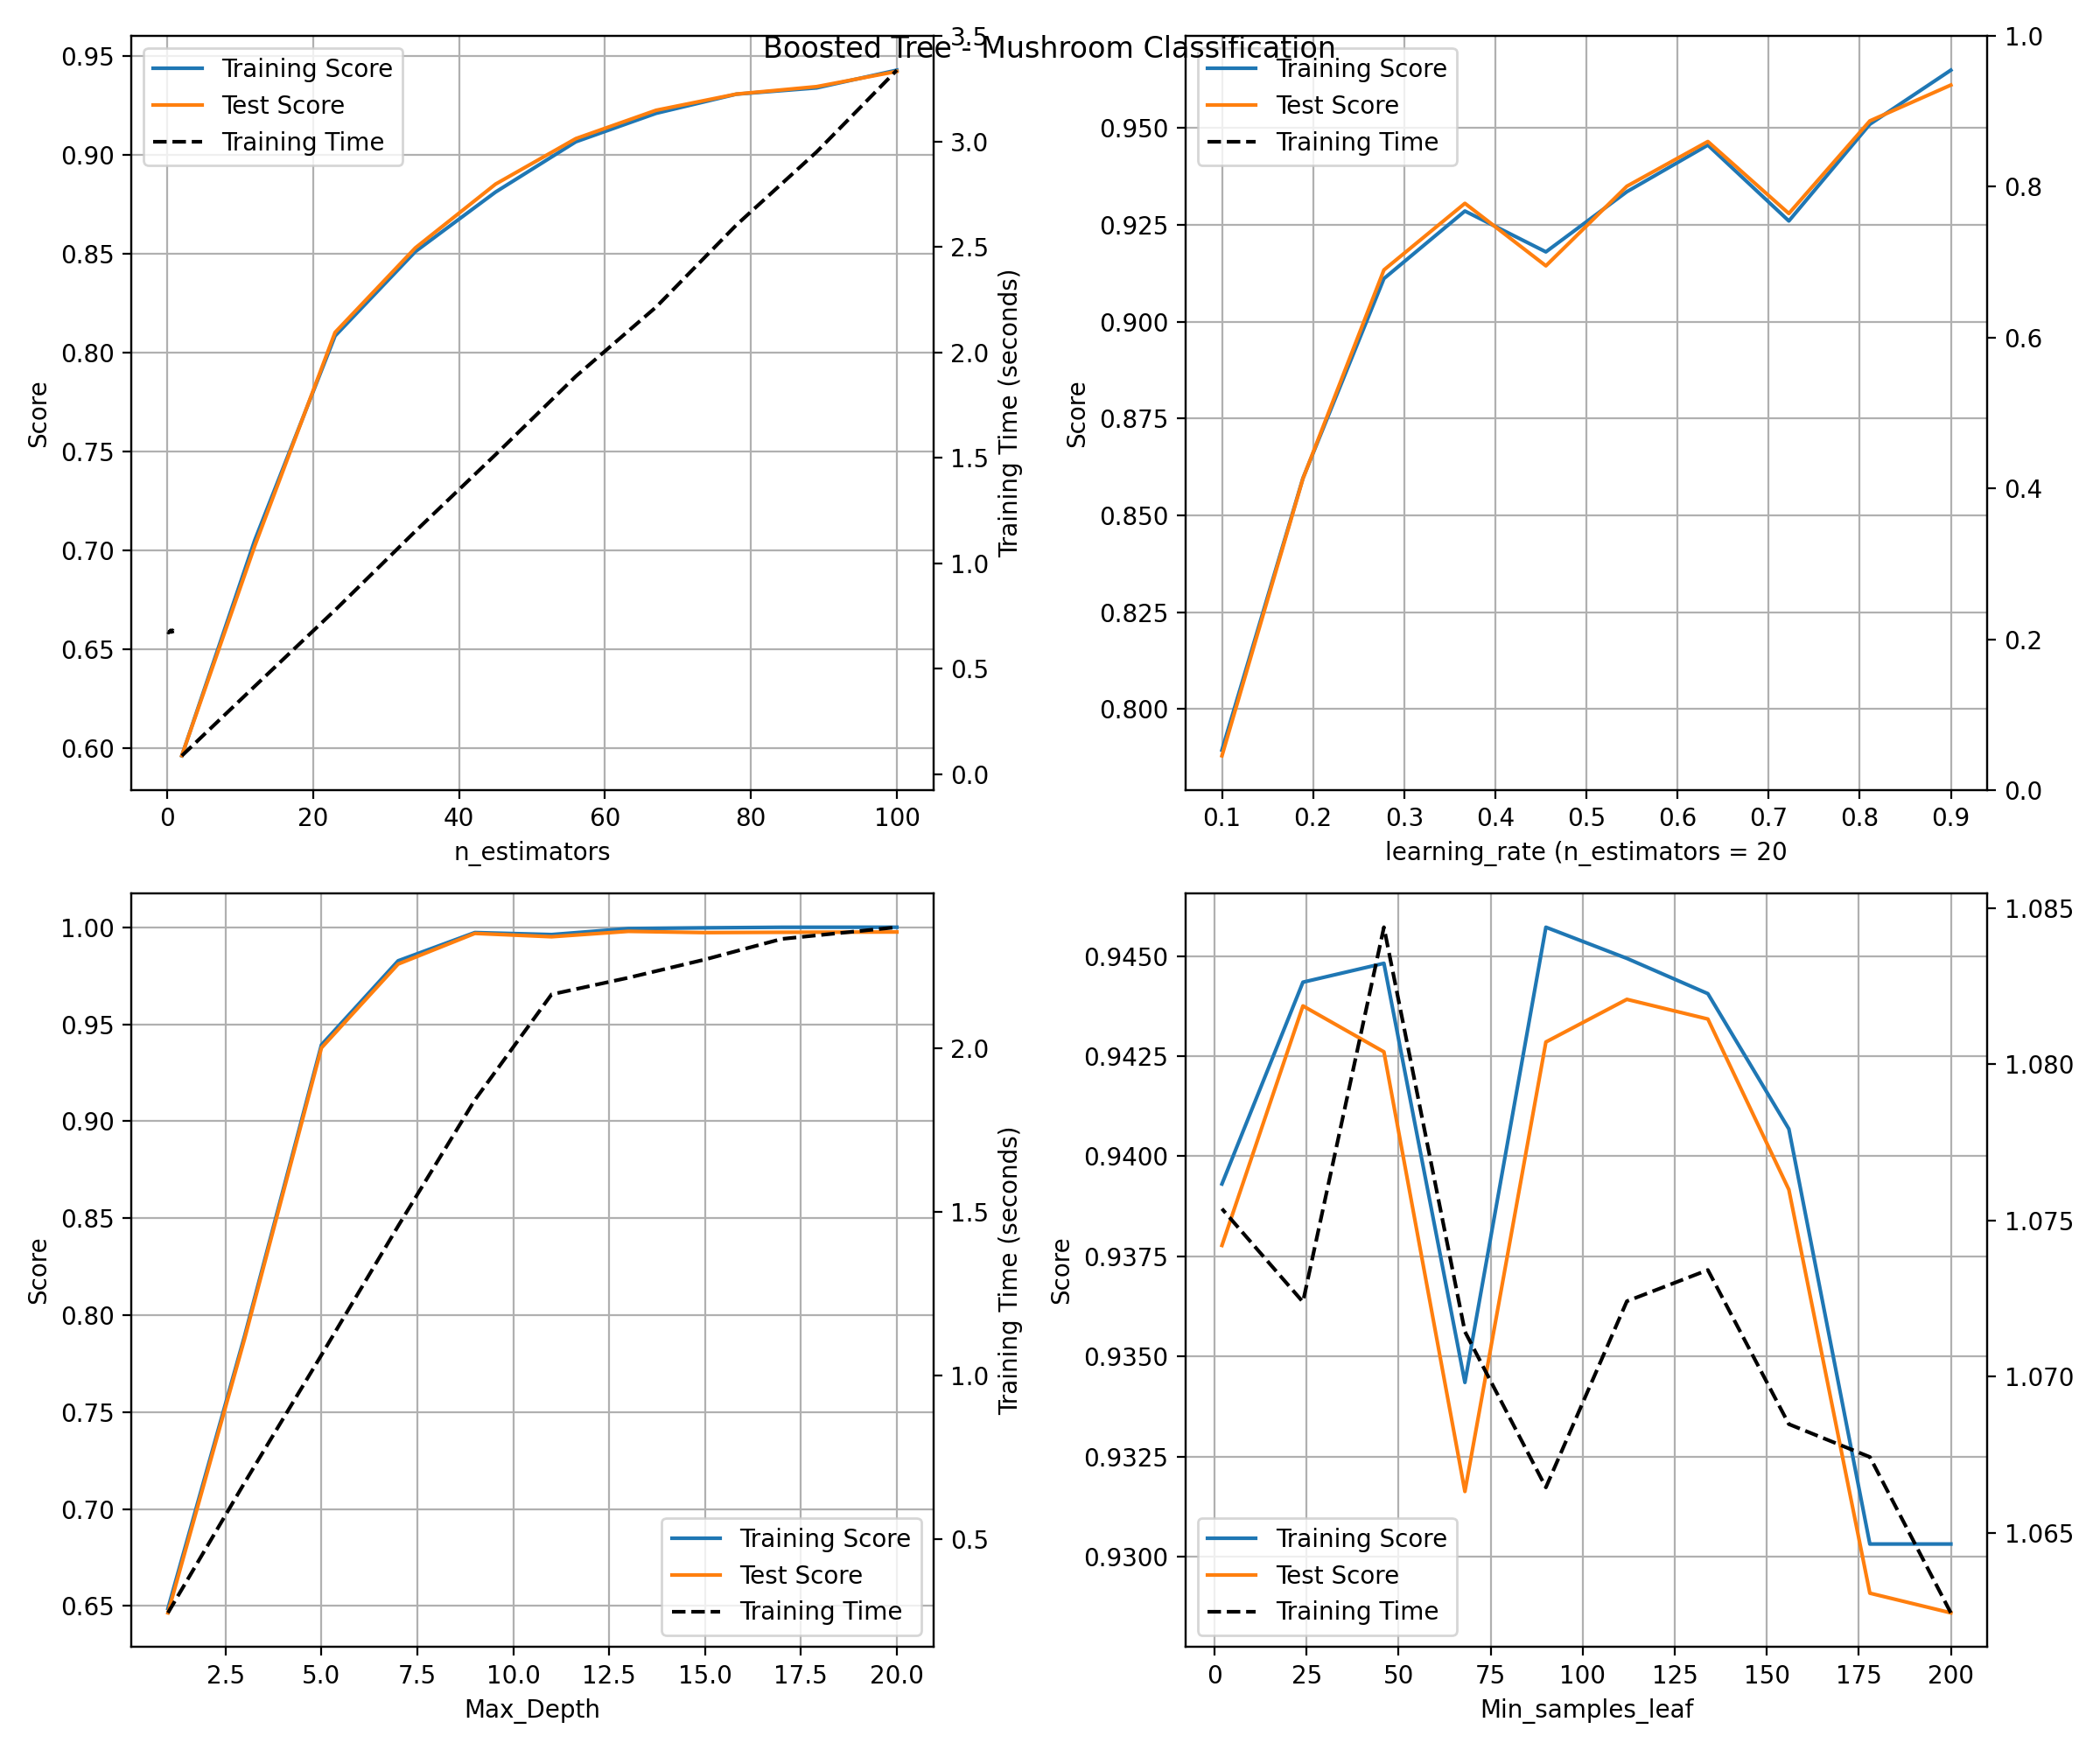 Boosted Tree - Mushroom Classification
Training Score
Test Score
Training Time
0.95
0.90
0.85
0.80
0.75
0.70
0.65
0.60
Score
3.5
3.0
2.5
2.0
1.5
1.0
0.5
0.0
Training Time (seconds)
0 20 40 60 80 100
n_estimators
Training Score
Test Score
Training Time
0.950
0.925
0.900
0.875
0.850
0.825
0.800
Score
1.0
0.8
0.6
0.4
0.2
0.0
0.1 0.2 0.3 0.4 0.5 0.6 0.7 0.8 0.9
learning_rate (n_estimators = 20
1.00
0.95
0.90
0.85
0.80
0.75
0.70
0.65
Score
2.0
1.5
1.0
0.5
Training Time (seconds)
Training Score
Test Score
Training Time
2.5 5.0 7.5 10.0 12.5 15.0 17.5 20.0
Max_Depth
0.9450
0.9425
0.9400
0.9375
0.9350
0.9325
0.9300
Score
1.085
1.080
1.075
1.070
1.065
Training Score
Test Score
Training Time
0 25 50 75 100 125 150 175 200
Min_samples_leaf